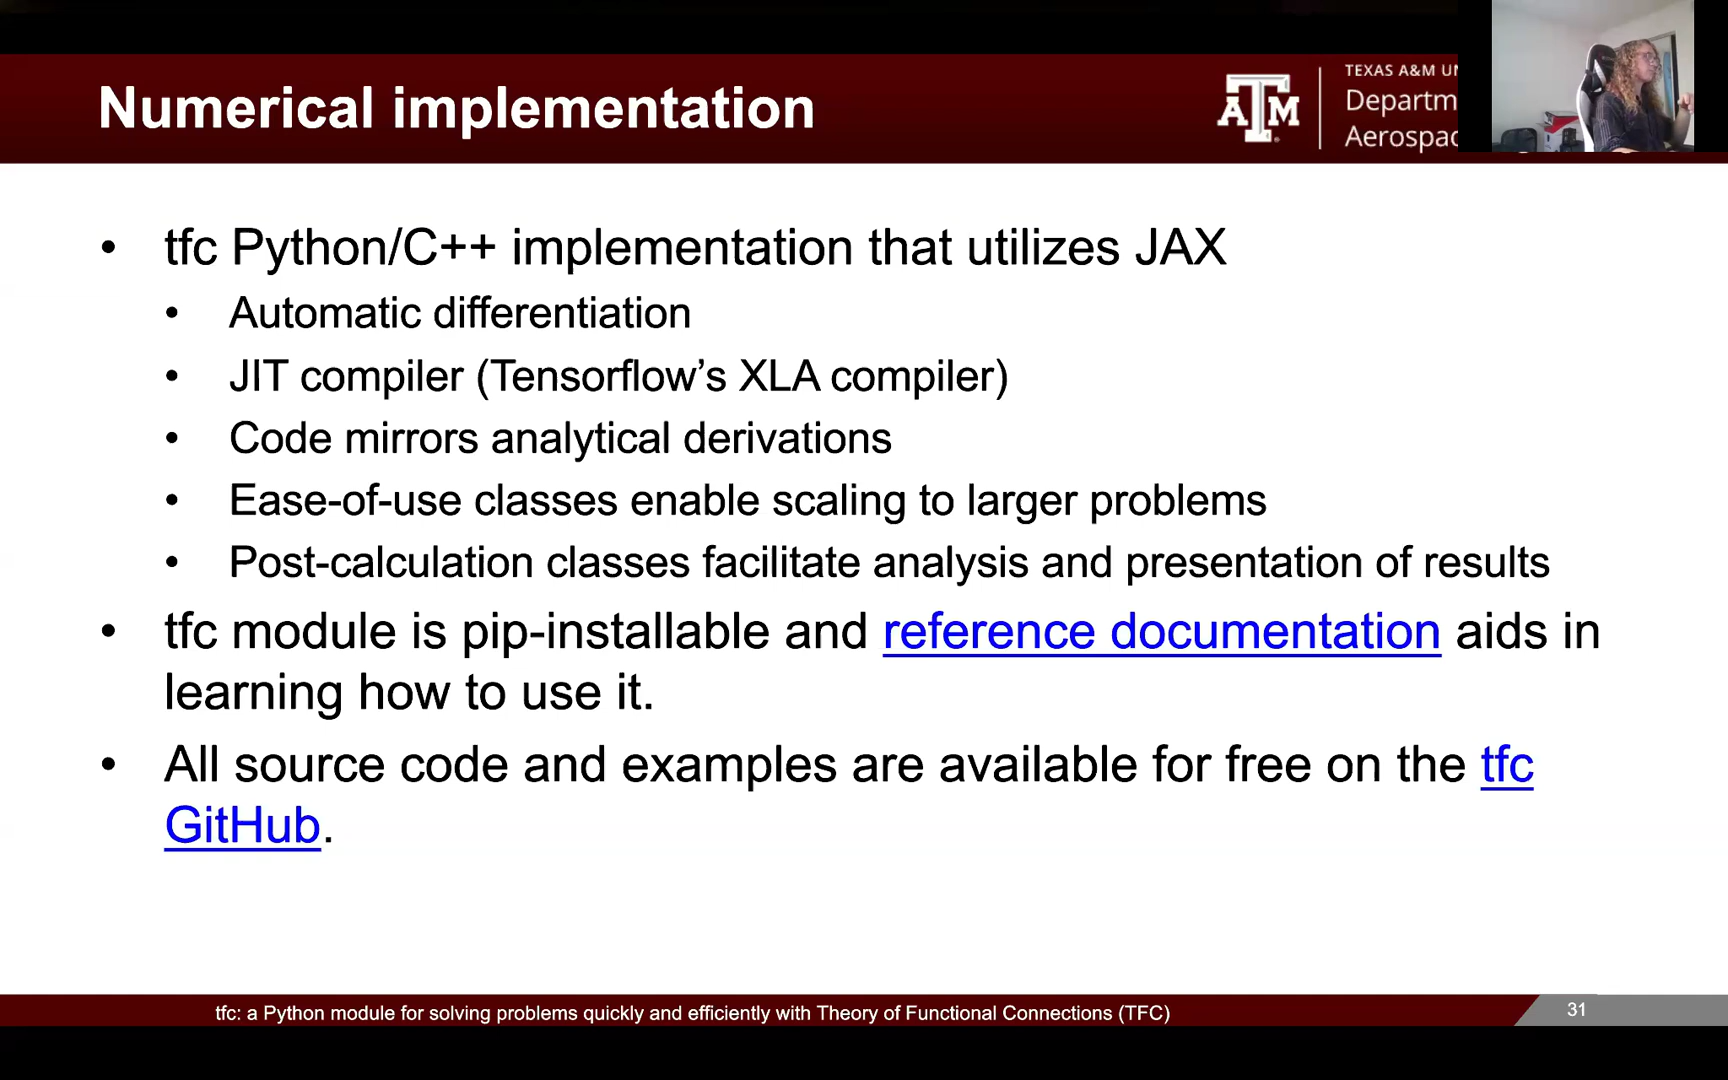 Numerical implementation
ATM
TEXAS A&M
Aerospac
• tfc Python/C++ implementation that utilizes JAX
• Automatic differentiation
• JIT compiler (Tensorflow’s XLA compiler)
• Code mirrors analytical derivations
• Ease-of-use classes enable scaling to larger problems
• Post-calculation classes facilitate analysis and presentation of results
• tfc module is pip-installable and reference documentation aids in
learning how to use it.
• All source code and examples are available for free on the tfc
GitHub.
tfc: a Python module for solving problems quickly and efficiently with Theory of Functional Connections (TFC)
31